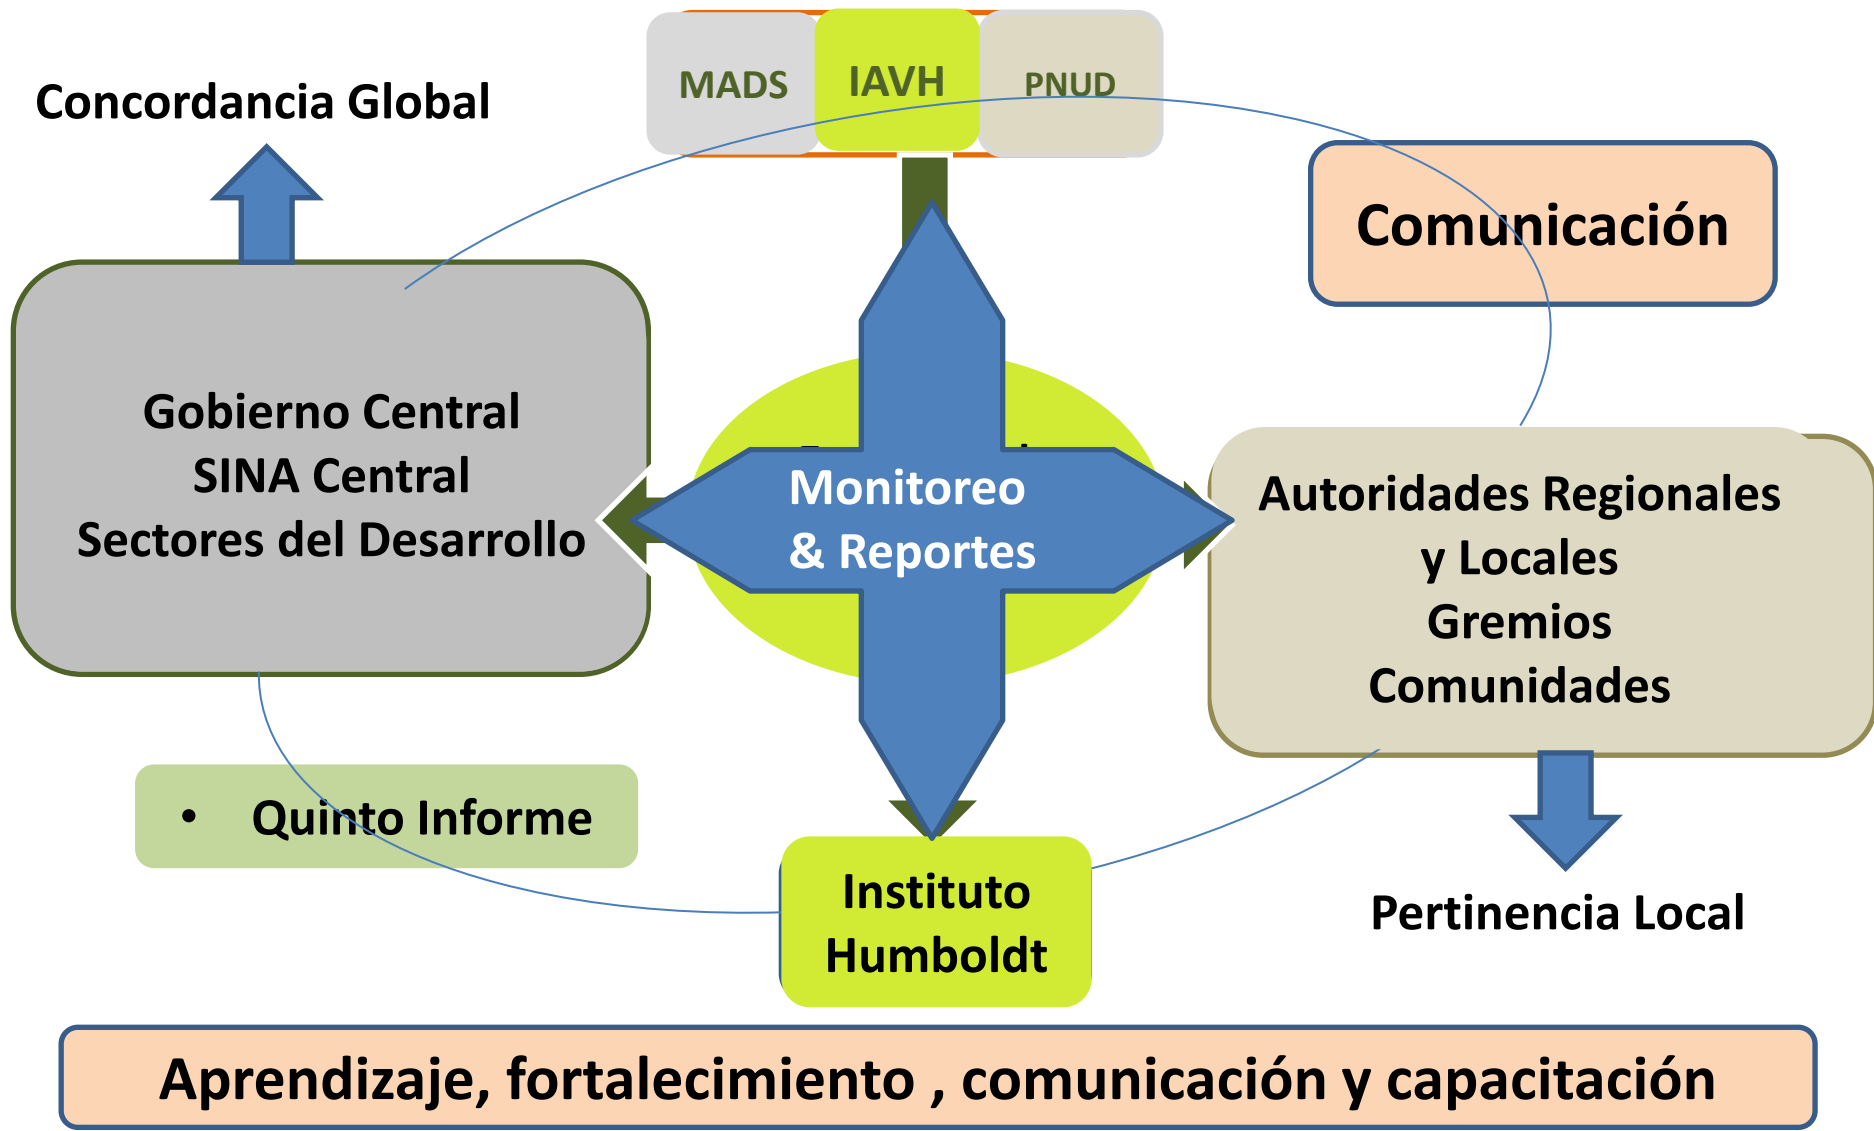 MADS
IAVH
PNUD
Concordancia Global
Comunicación
Gobierno Central
SINA Central
Sectores del Desarrollo
Monitoreo
& Reportes
Autoridades Regionales
y Locales
Gremios
Comunidades
• Quinto Informe
Instituto
Humboldt
Pertinencia Local
Aprendizaje, fortalecimiento , comunicación y capacitación